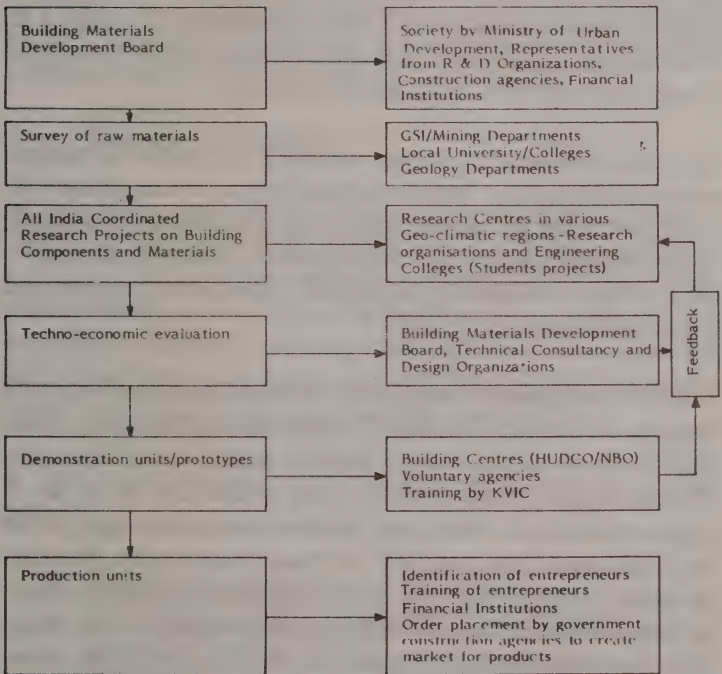 Building Materials
Development Board
Society by Ministry of Urban
Development, Representatives
from R & D Organizations,
Construction agencies, Financial
Institutions
Survey of raw materials
GSI/Mining Departments
Local University/Colleges
Geology Departments
All India Coordinated
Research Projects on Building
Components and Materials
Research Centres in various
Geo-climatic regions - Research
organisations and Engineering
Colleges (Students projects)
Techno-economic evaluation
Building Materials Development
Board, Technical Consultancy and
Design Organizations
Feedback
Demonstration units/prototypes
Building Centres (HUDCO/NBO)
Voluntary agencies
Training by KVIC
Production units
Identification of entrepreneurs
Training of entrepreneurs
Financial Institutions
Order placement by government
construction agencies to create
market for products